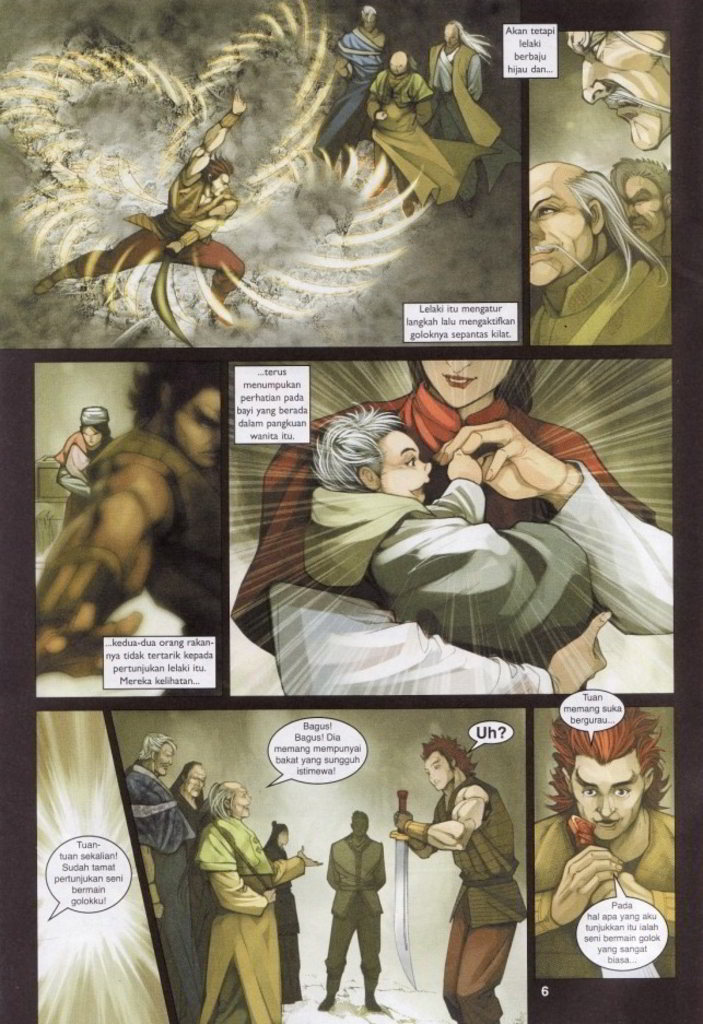 Lelaki itu mengatur
langkah lalu mengaktifkan
goloknya sepantas kilat.
Akan tetapi
lelaki
berbaju
hijau dan...
...kedua-dua orang rakan-
nya tidak tertarik kepada
pertunjukan lelaki itu.
Mereka kelihatan...
...terus
menumpukan
perhatian pada
bayi yang berada
dalam pangkuan
wanita itu.
Tuan-
tuan sekalian!
Sudah tamat
pertunjukan seni
bermain
golokku!
Bagus!
Bagus! Dia
memang mempunyai
bakat yang sungguh
istimewa!
Uh?
Tuan
memang suka
bergurau...
Pada
hal apa yang aku
tunjukkan itu ialah
seni bermain golok
yang sangat
biasa...
6